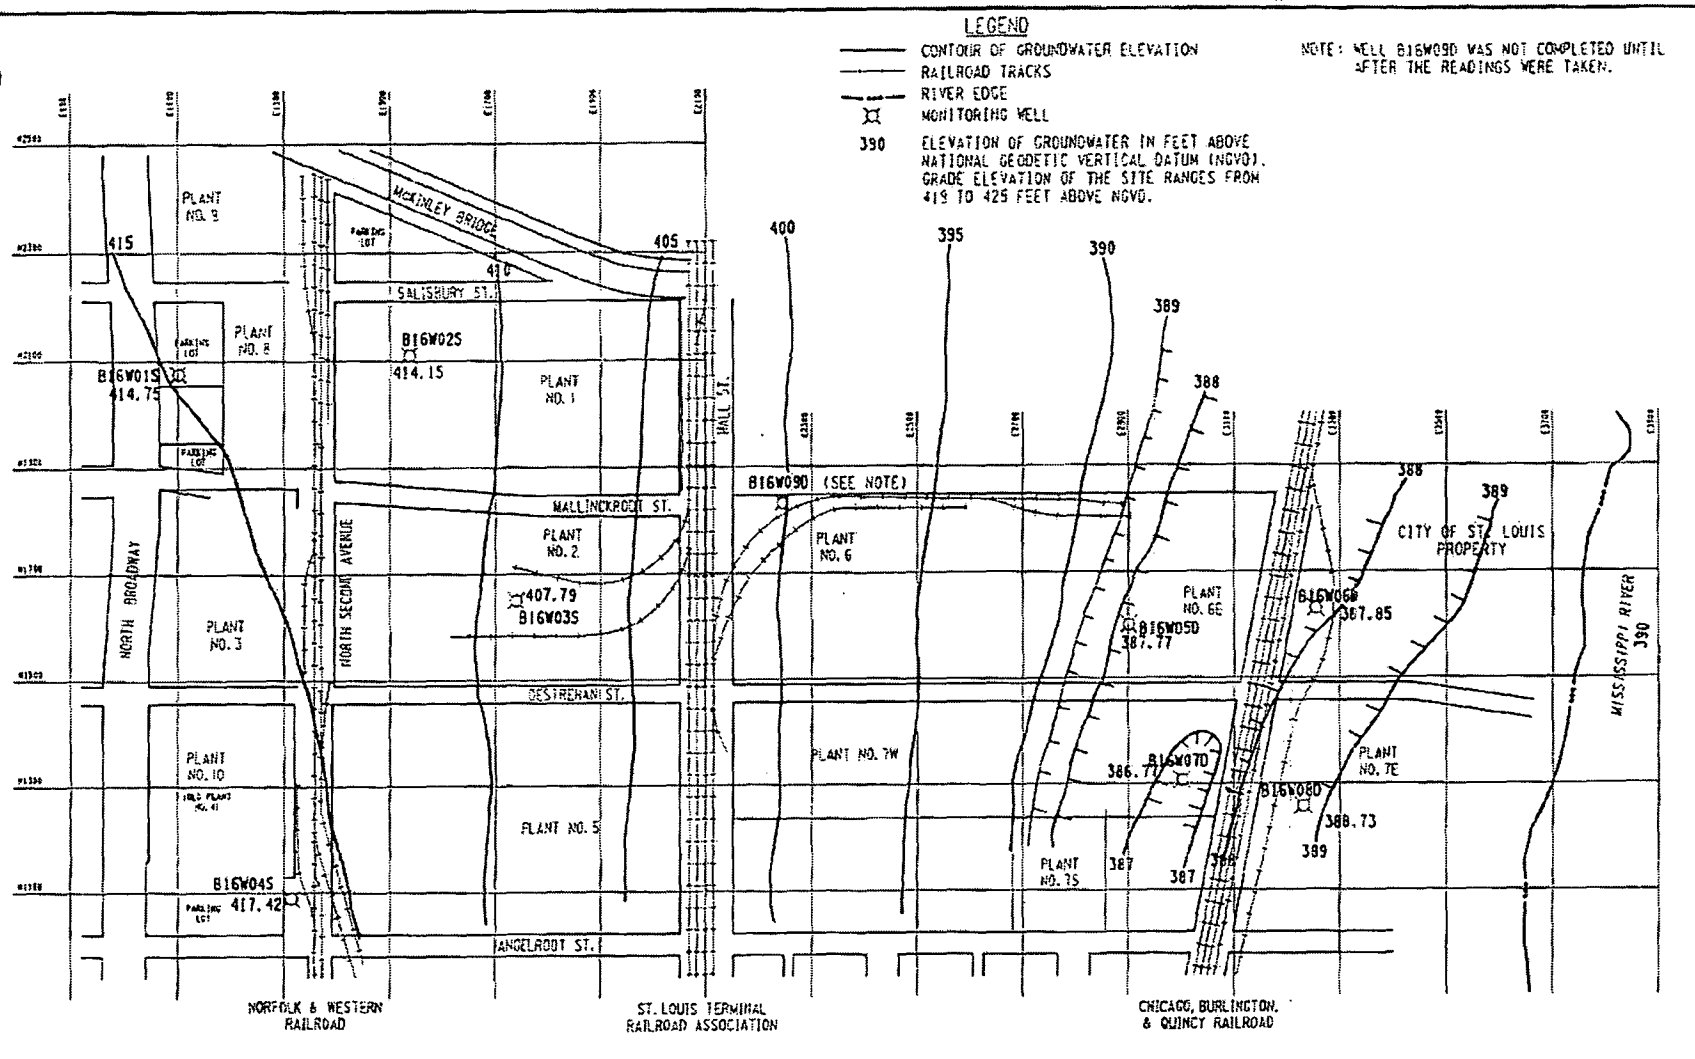 LEGEND
CONTOUR OF GROUNDWATER ELEVATION
RAILROAD TRACKS
RIVER EDGE
MONITORING WELL
390 ELEVATION OF GROUNDWATER IN FEET ABOVE
NATIONAL GEODETIC VERTICAL DATUM (NGVD).
GRADE ELEVATION OF THE SITE RANGES FROM
419 TO 425 FEET ABOVE NGVD.
NOTE: WELL B16W09D WAS NOT COMPLETED UNTIL
AFTER THE READINGS WERE TAKEN.
E2100
N2300
N2100
PLANT
NO. 9
MCKINLEY BRIDGE
PARKING
LOT
415
410
405
400
395
390
389
388
SALISBURY ST.
PARKING
LOT
PLANT
NO. 8
B16W01S
414.75
PARKING
LOT
B16W02S
414.15
PLANT
NO. 1
HALL ST.
B16W09D (SEE NOTE)
MALLINCKRODT ST.
388
389
CITY OF ST. LOUIS
PROPERTY
NORTH BROADWAY
NORTH SECOND AVENUE
PLANT
NO. 2
PLANT
NO. 6
407.79
B16W03S
PLANT
NO. 3
PLANT
NO. 6E
B16W05D
387.77
387.85
MISSISSIPPI RIVER
390
DESTREHAN ST.
PLANT
NO. 10
PLANT NO. 7W
B16W07D
386.77
PLANT
NO. 7E
B16W08D
388.73
389
PLANT NO. 5
PLANT
NO. 7S
387
387
B16W04S
417.42
PARKING
LOT
ANGELRODT ST.
NORFOLK & WESTERN
RAILROAD
ST. LOUIS TERMINAL
RAILROAD ASSOCIATION
CHICAGO, BURLINGTON,
& QUINCY RAILROAD